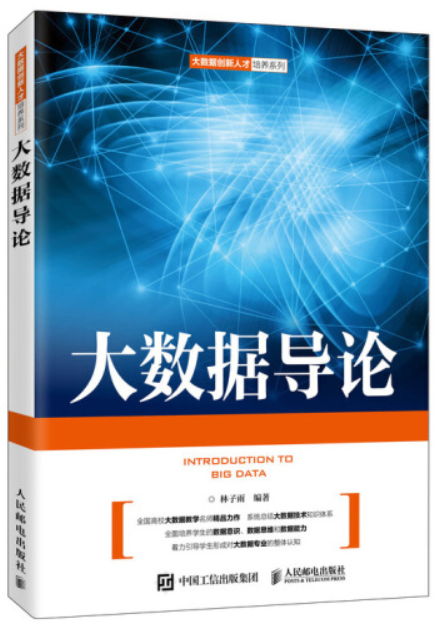 大数据创新人才 培养系列
大数据导论
人民邮电出版社
大数据创新人才 培养系列
大数据导论
INTRODUCTION TO
BIG DATA
◎ 林子雨 编著
全国高校大数据教学名师精品力作 系统总结大数据技术知识体系
全面培养学生的数据意识、数据思维和数据能力
着力引导学生形成对大数据专业的整体认知
中国工信出版集团
人民邮电出版社
POSTS & TELECOM PRESS